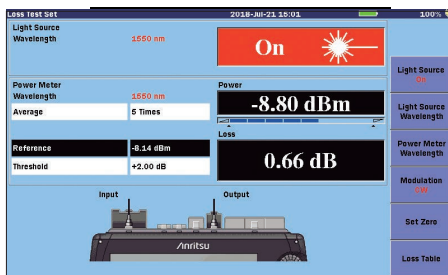 Loss Test Set 2018-Jul-21 15:01 100%
Light Source
Wavelength 1550 nm
On
Power Meter
Wavelength 1550 nm
Average 5 Times
Power
-8.80 dBm
Loss
0.66 dB
Reference -8.14 dBm
Threshold +2.00 dB
Input Output
Anritsu
Light Source
On
Light Source
Wavelength
Power Meter
Wavelength
Modulation
CW
Set Zero
Loss Table